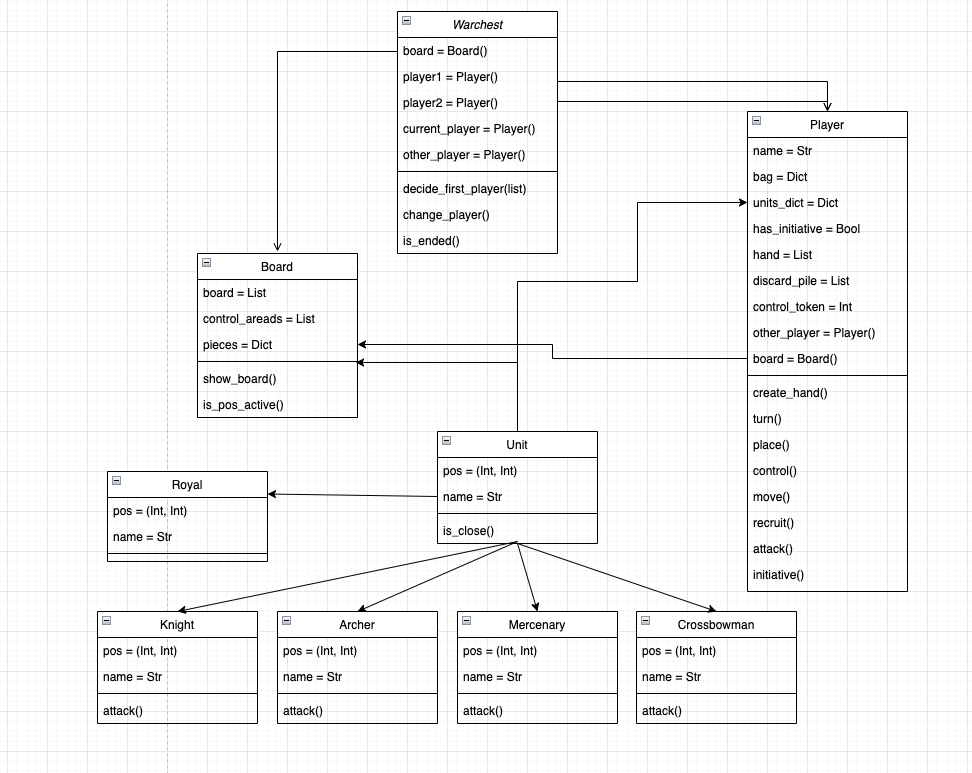 Warchest
board = Board()
player1 = Player()
player2 = Player()
current_player = Player()
other_player = Player()
decide_first_player(list)
change_player()
is_ended()
Player
name = Str
bag = Dict
units_dict = Dict
has_initiative = Bool
hand = List
discard_pile = List
control_token = Int
other_player = Player()
board = Board()
create_hand()
turn()
place()
control()
move()
recruit()
attack()
initiative()
Board
board = List
control_areads = List
pieces = Dict
show_board()
is_pos_active()
Unit
pos = (Int, Int)
name = Str
is_close()
Royal
pos = (Int, Int)
name = Str
Knight
pos = (Int, Int)
name = Str
attack()
Archer
pos = (Int, Int)
name = Str
attack()
Mercenary
pos = (Int, Int)
name = Str
attack()
Crossbowman
pos = (Int, Int)
name = Str
attack()